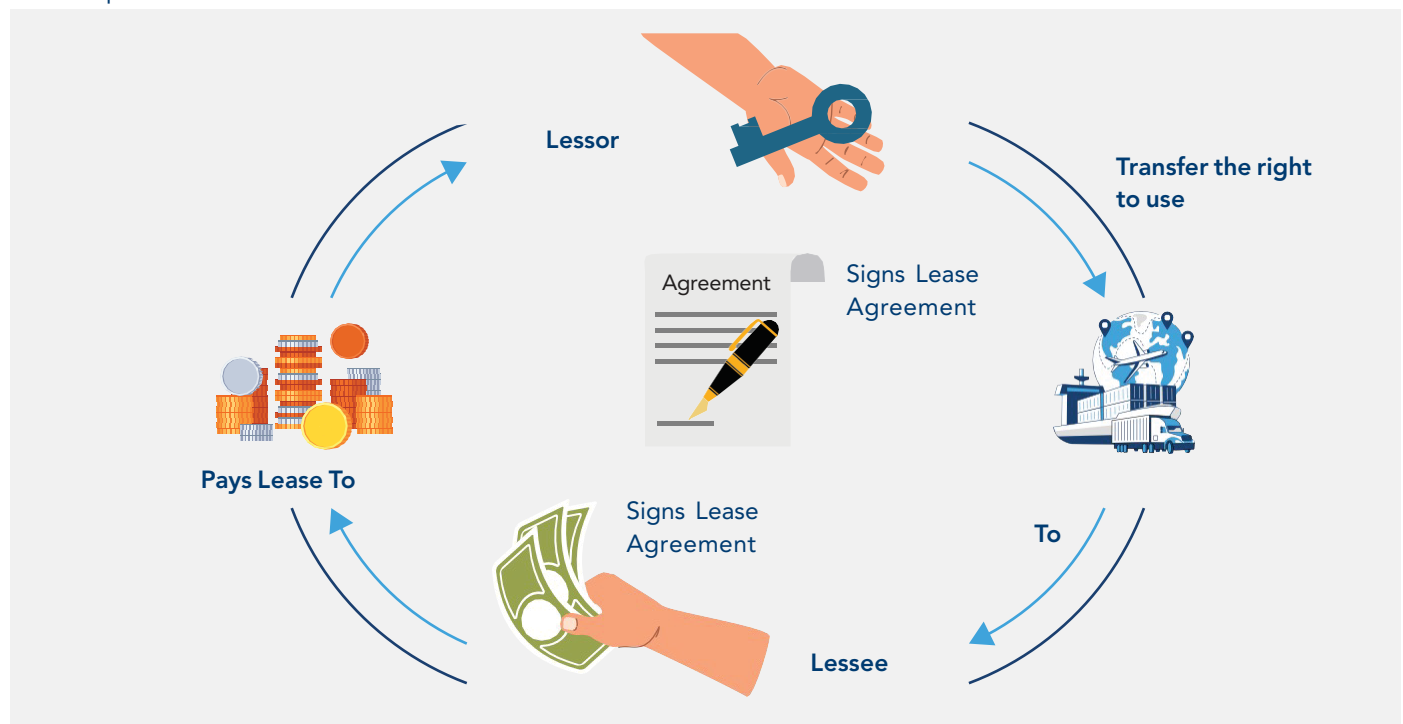 Lessor
Transfer the right
to use
Agreement
Signs Lease
Agreement
Pays Lease To
Signs Lease
Agreement
To
Lessee